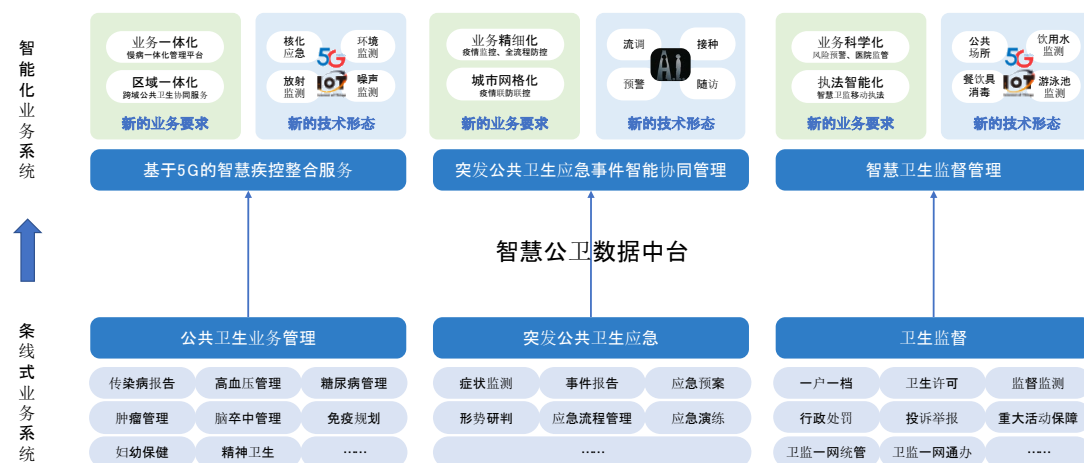 智能化业务系统
业务一体化
慢病一体化管理平台
区域一体化
跨域公共卫生协同服务
新的业务要求
核化
应急
环境
监测
5G
IoT
放射
监测
噪声
监测
新的技术形态
业务精细化
疫情监控、全流程防控
城市网格化
疫情联防联控
新的业务要求
流调
接种
Ai
预警
随访
新的技术形态
业务科学化
风险预警、医院监管
执法智能化
智慧卫监移动执法
新的业务要求
公共
场所
饮用水
监测
5G
IoT
餐饮具
消毒
游泳池
监测
新的技术形态
基于5G的智慧疾控整合服务
突发公共卫生应急事件智能协同管理
智慧卫生监督管理
智慧公卫数据中台
条线式业务系统
公共卫生业务管理
突发公共卫生应急
卫生监督
传染病报告
高血压管理
糖尿病管理
症状监测
事件报告
应急预案
一户一档
卫生许可
监督监测
肿瘤管理
脑卒中管理
免疫规划
形势研判
应急流程管理
应急演练
行政处罚
投诉举报
重大活动保障
妇幼保健
精神卫生
……
……
卫监一网统管
卫监一网通办
……